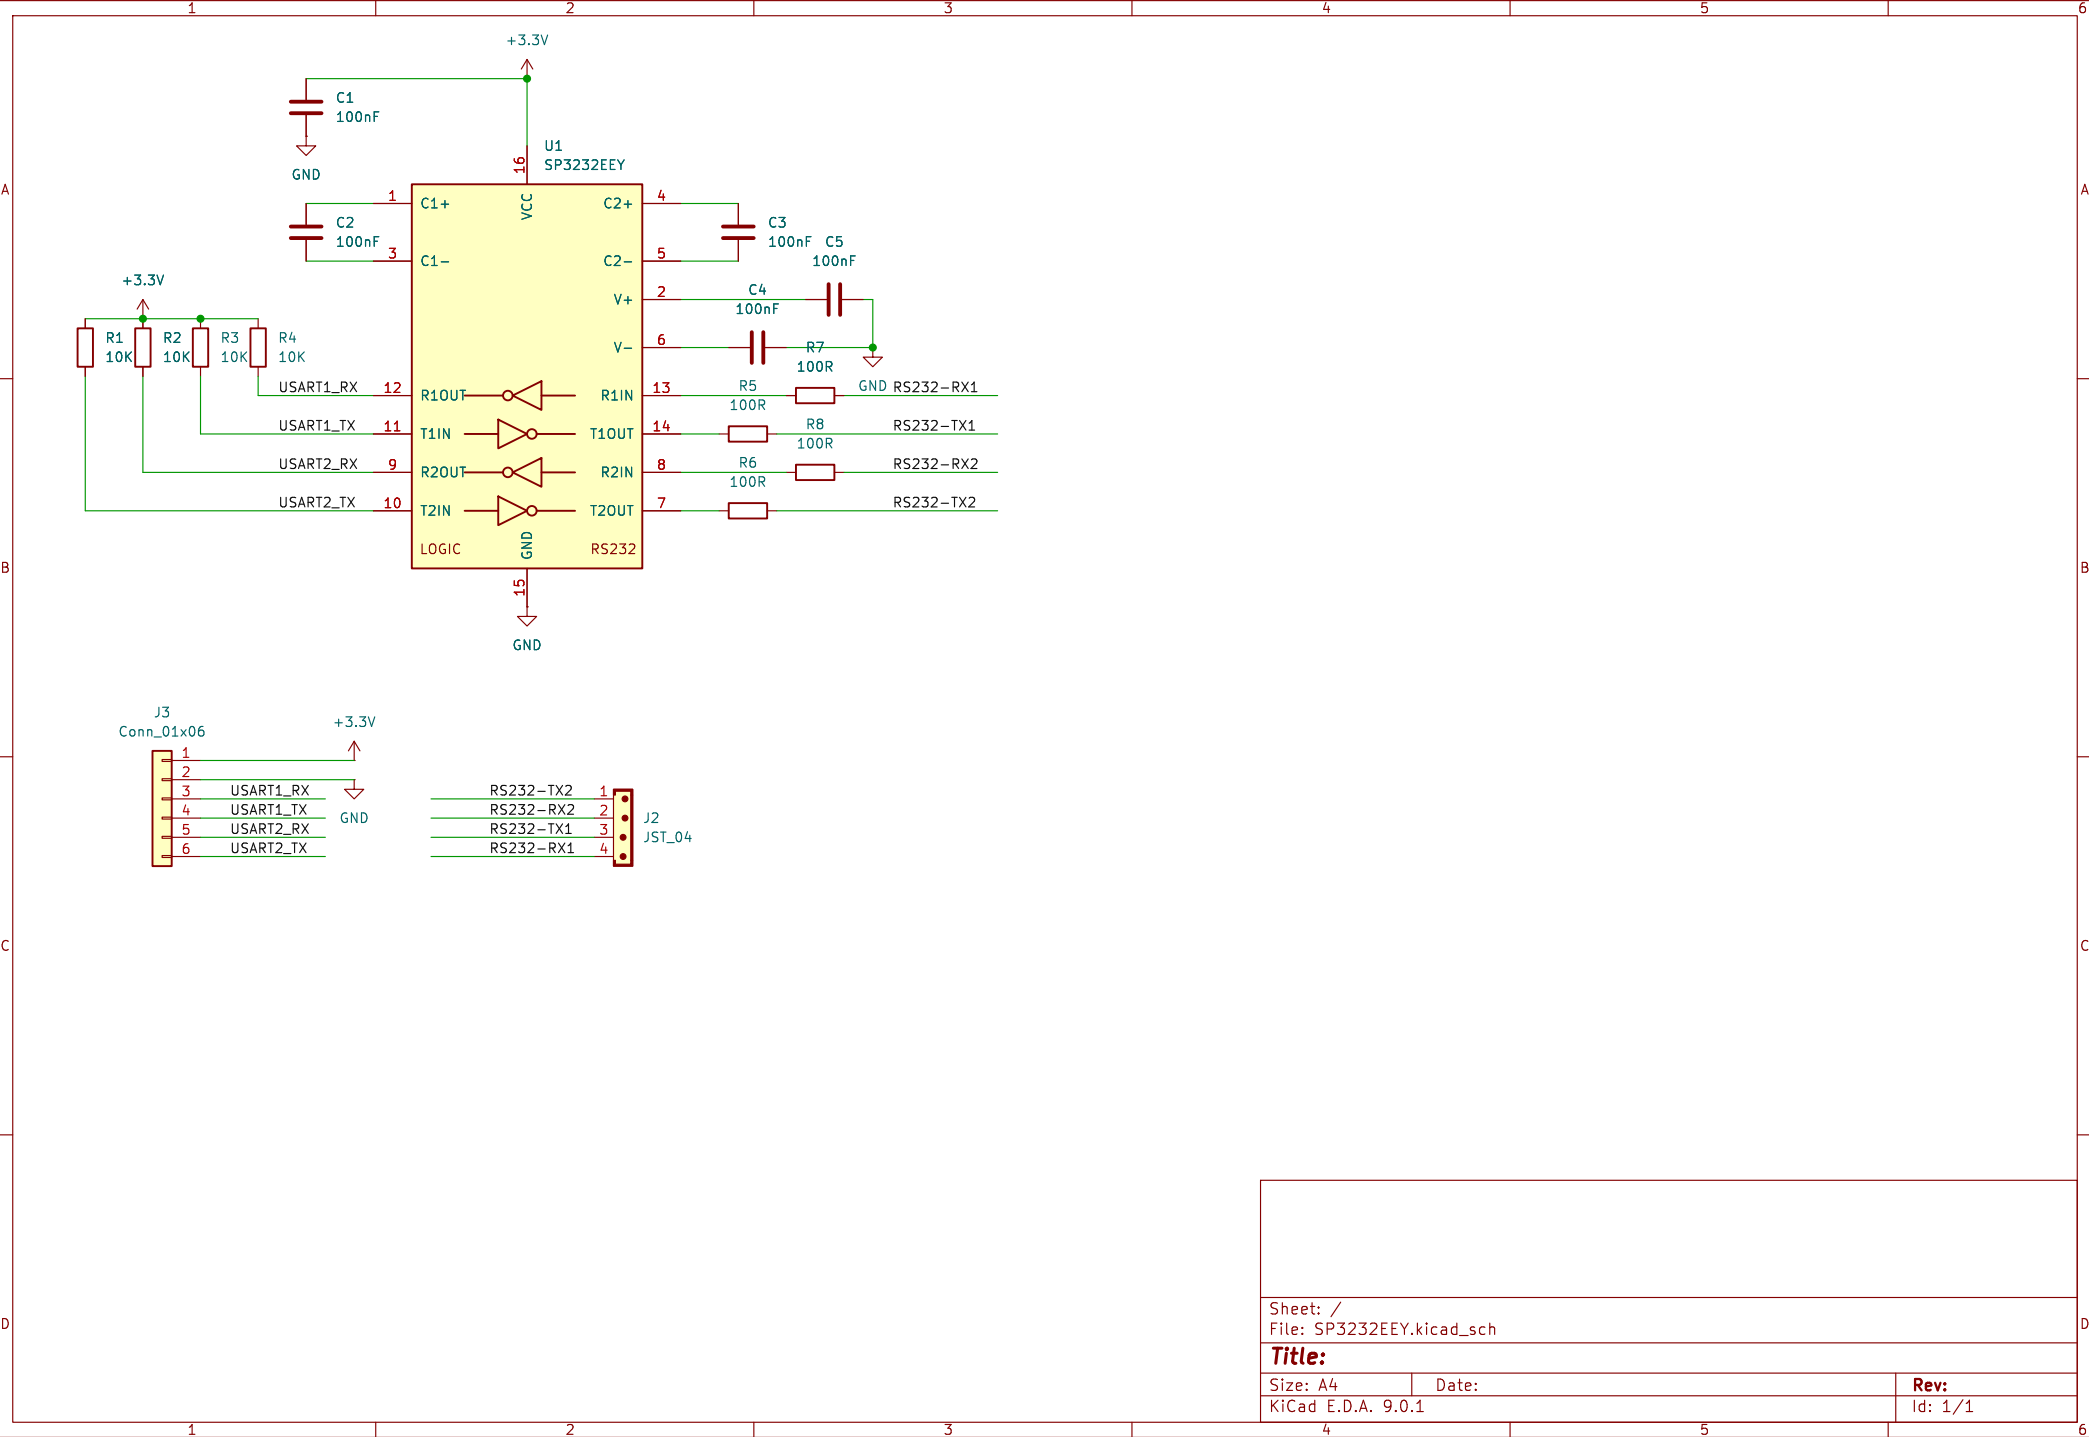 1 2 3 4 5 6
+3.3V
C1
100nF
GND
U1
SP3232EEY
16
A A
1 C1+ VCC C2+ 4
C2
100nF
C3
100nF
C5
100nF
3 C1- C2- 5
+3.3V
V+ 2
C4
100nF
R1
10K
R2
10K
R3
10K
R4
10K
V- 6
R7
100R
GND
USART1_RX 12 R1OUT R1IN 13 RS232-RX1
R5
100R
USART1_TX 11 T1IN T1OUT 14 RS232-TX1
R8
100R
USART2_RX 9 R2OUT R2IN 8 RS232-RX2
R6
100R
USART2_TX 10 T2IN T2OUT 7 RS232-TX2
LOGIC GND RS232
B B
15
GND
J3
Conn_01x06
+3.3V
1
2
3 USART1_RX
4 USART1_TX
5 USART2_RX
6 USART2_TX
GND
RS232-TX2 1
RS232-RX2 2
RS232-TX1 3
RS232-RX1 4
J2
JST_04
C C
D D
Sheet: /
File: SP3232EEY.kicad_sch
Title:
Size: A4 Date: Rev:
KiCad E.D.A. 9.0.1 Id: 1/1
1 2 3 4 5 6